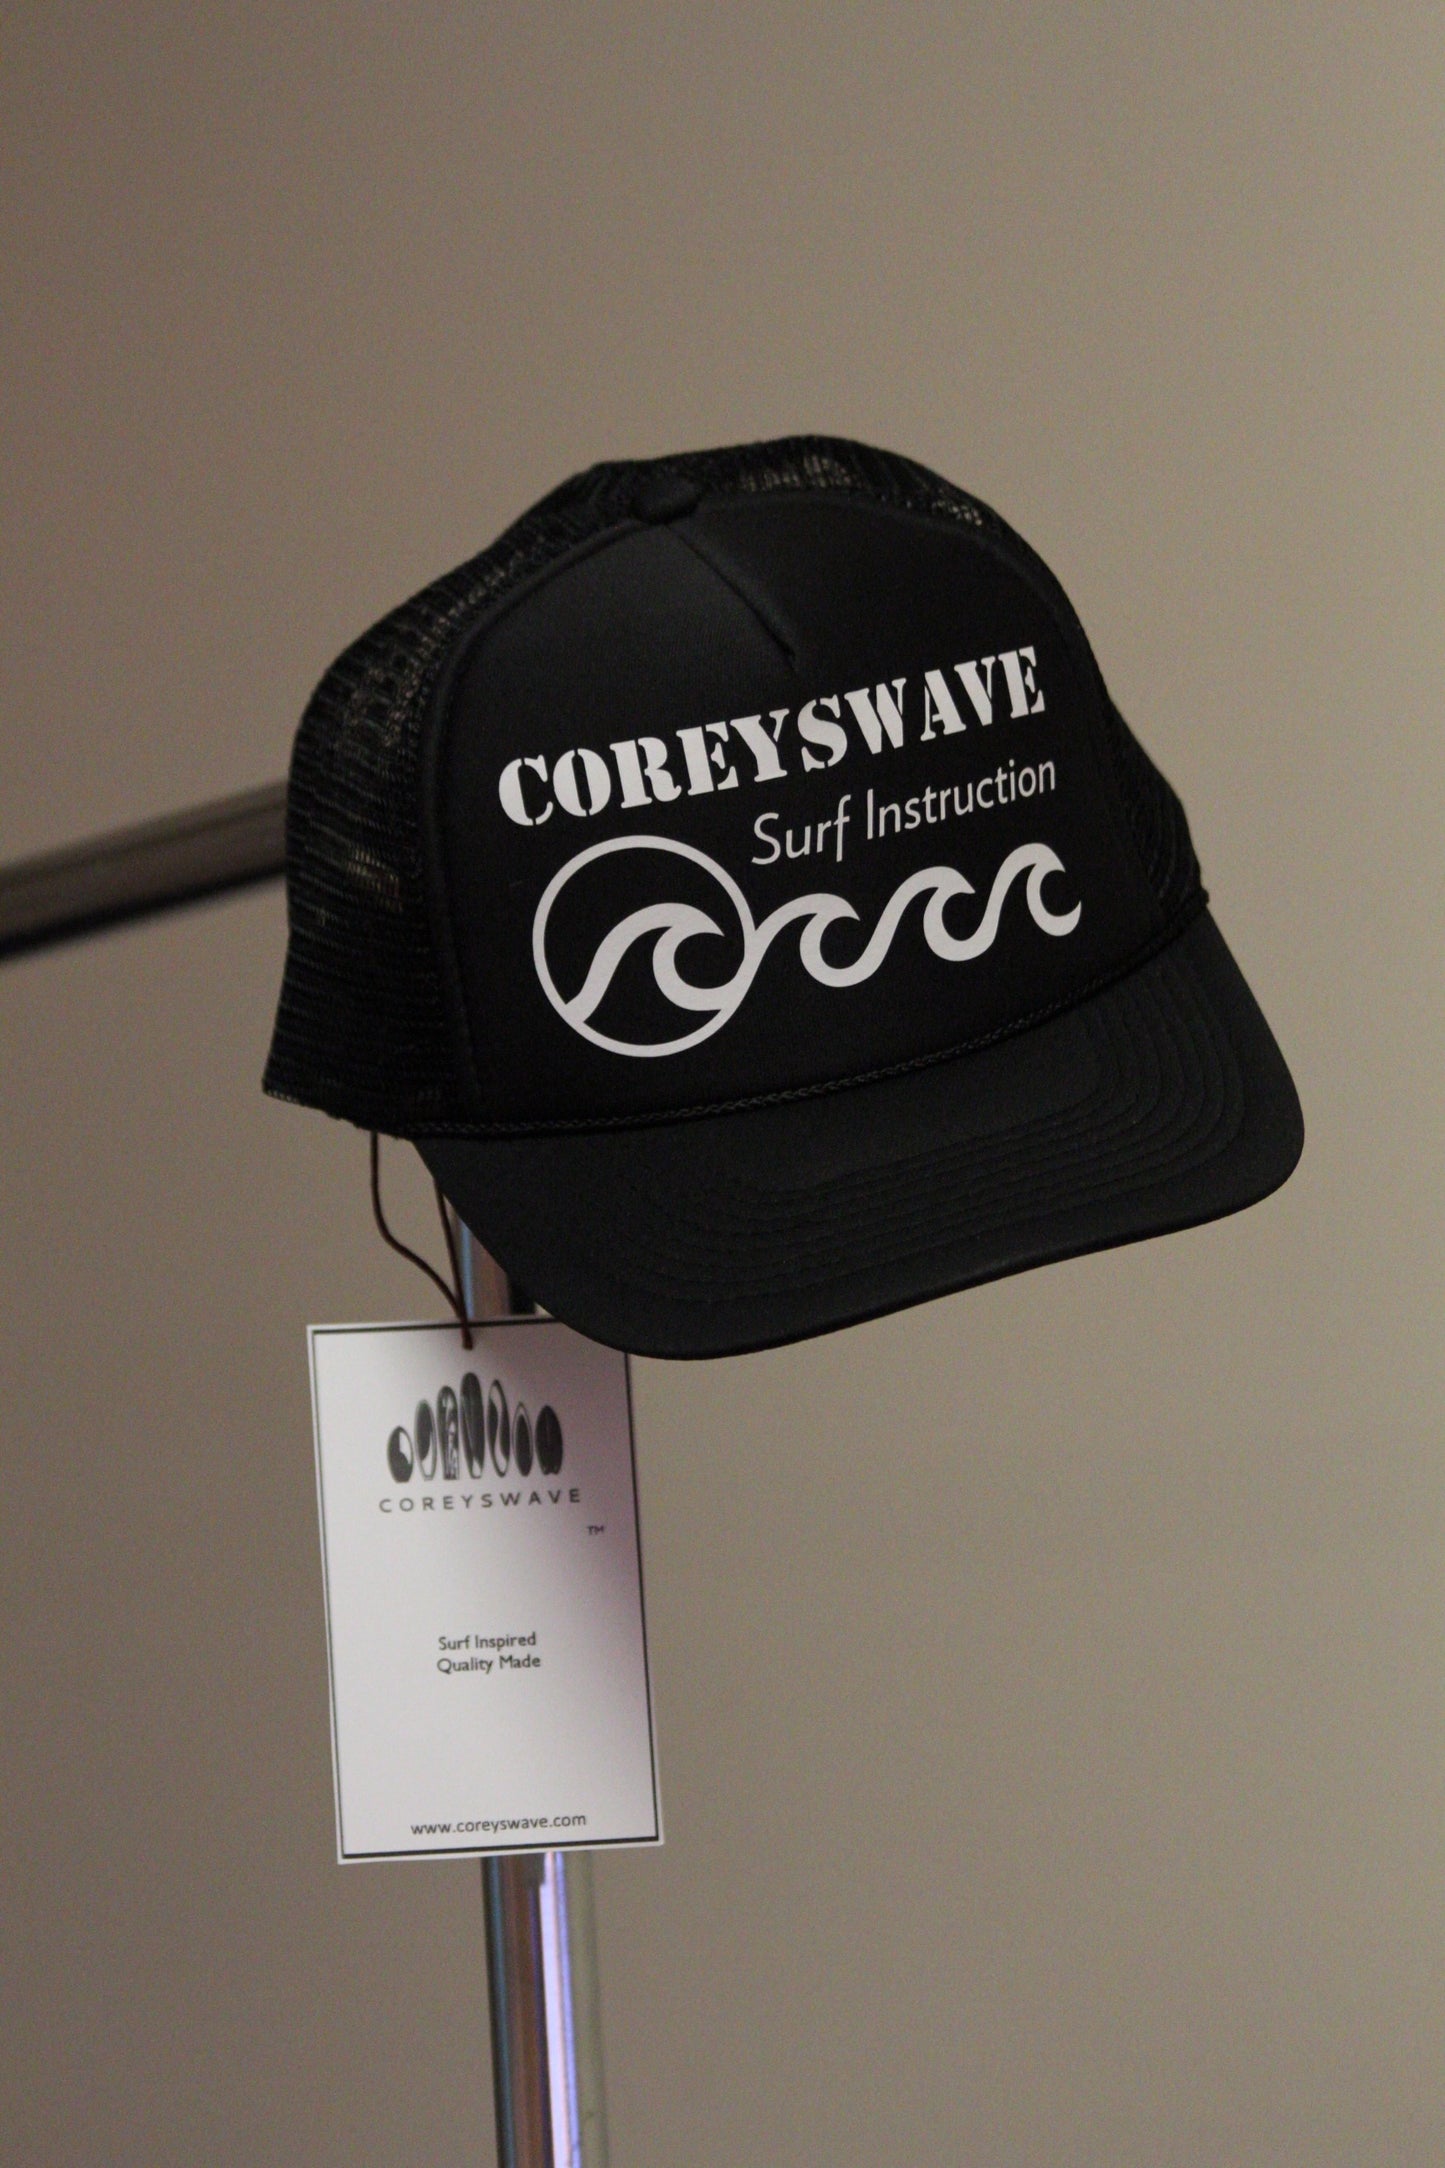 COREYSWAVE
Surf Instruction
COREYSWAVE
TM
Surf Inspired
Quality Made
www.coreyswave.com